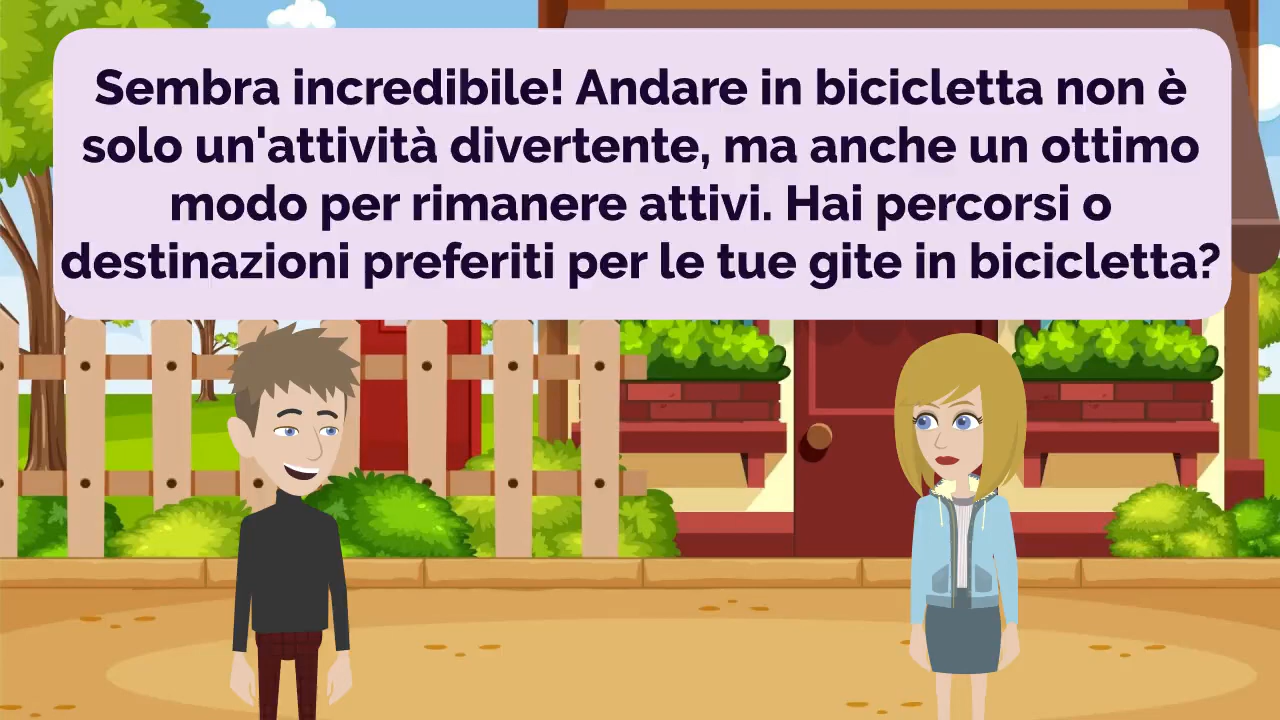 Sembra incredibile! Andare in bicicletta non è
solo un'attività divertente, ma anche un ottimo
modo per rimanere attivi. Hai percorsi o
destinazioni preferiti per le tue gite in bicicletta?